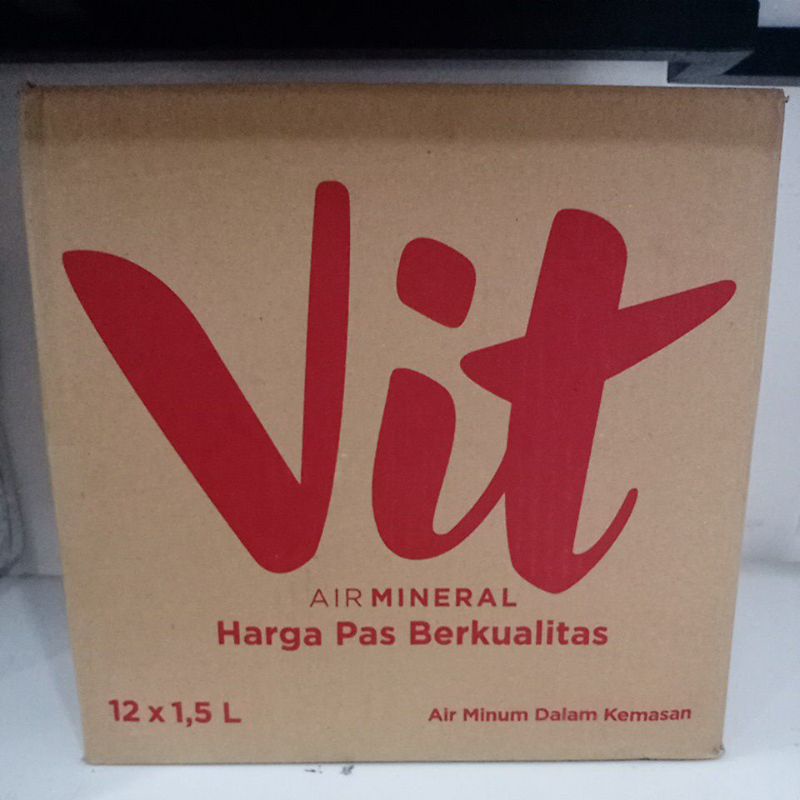 Vit
AIR MINERAL
Harga Pas Berkualitas
12 x 1,5 L
Air Minum Dalam Kemasan